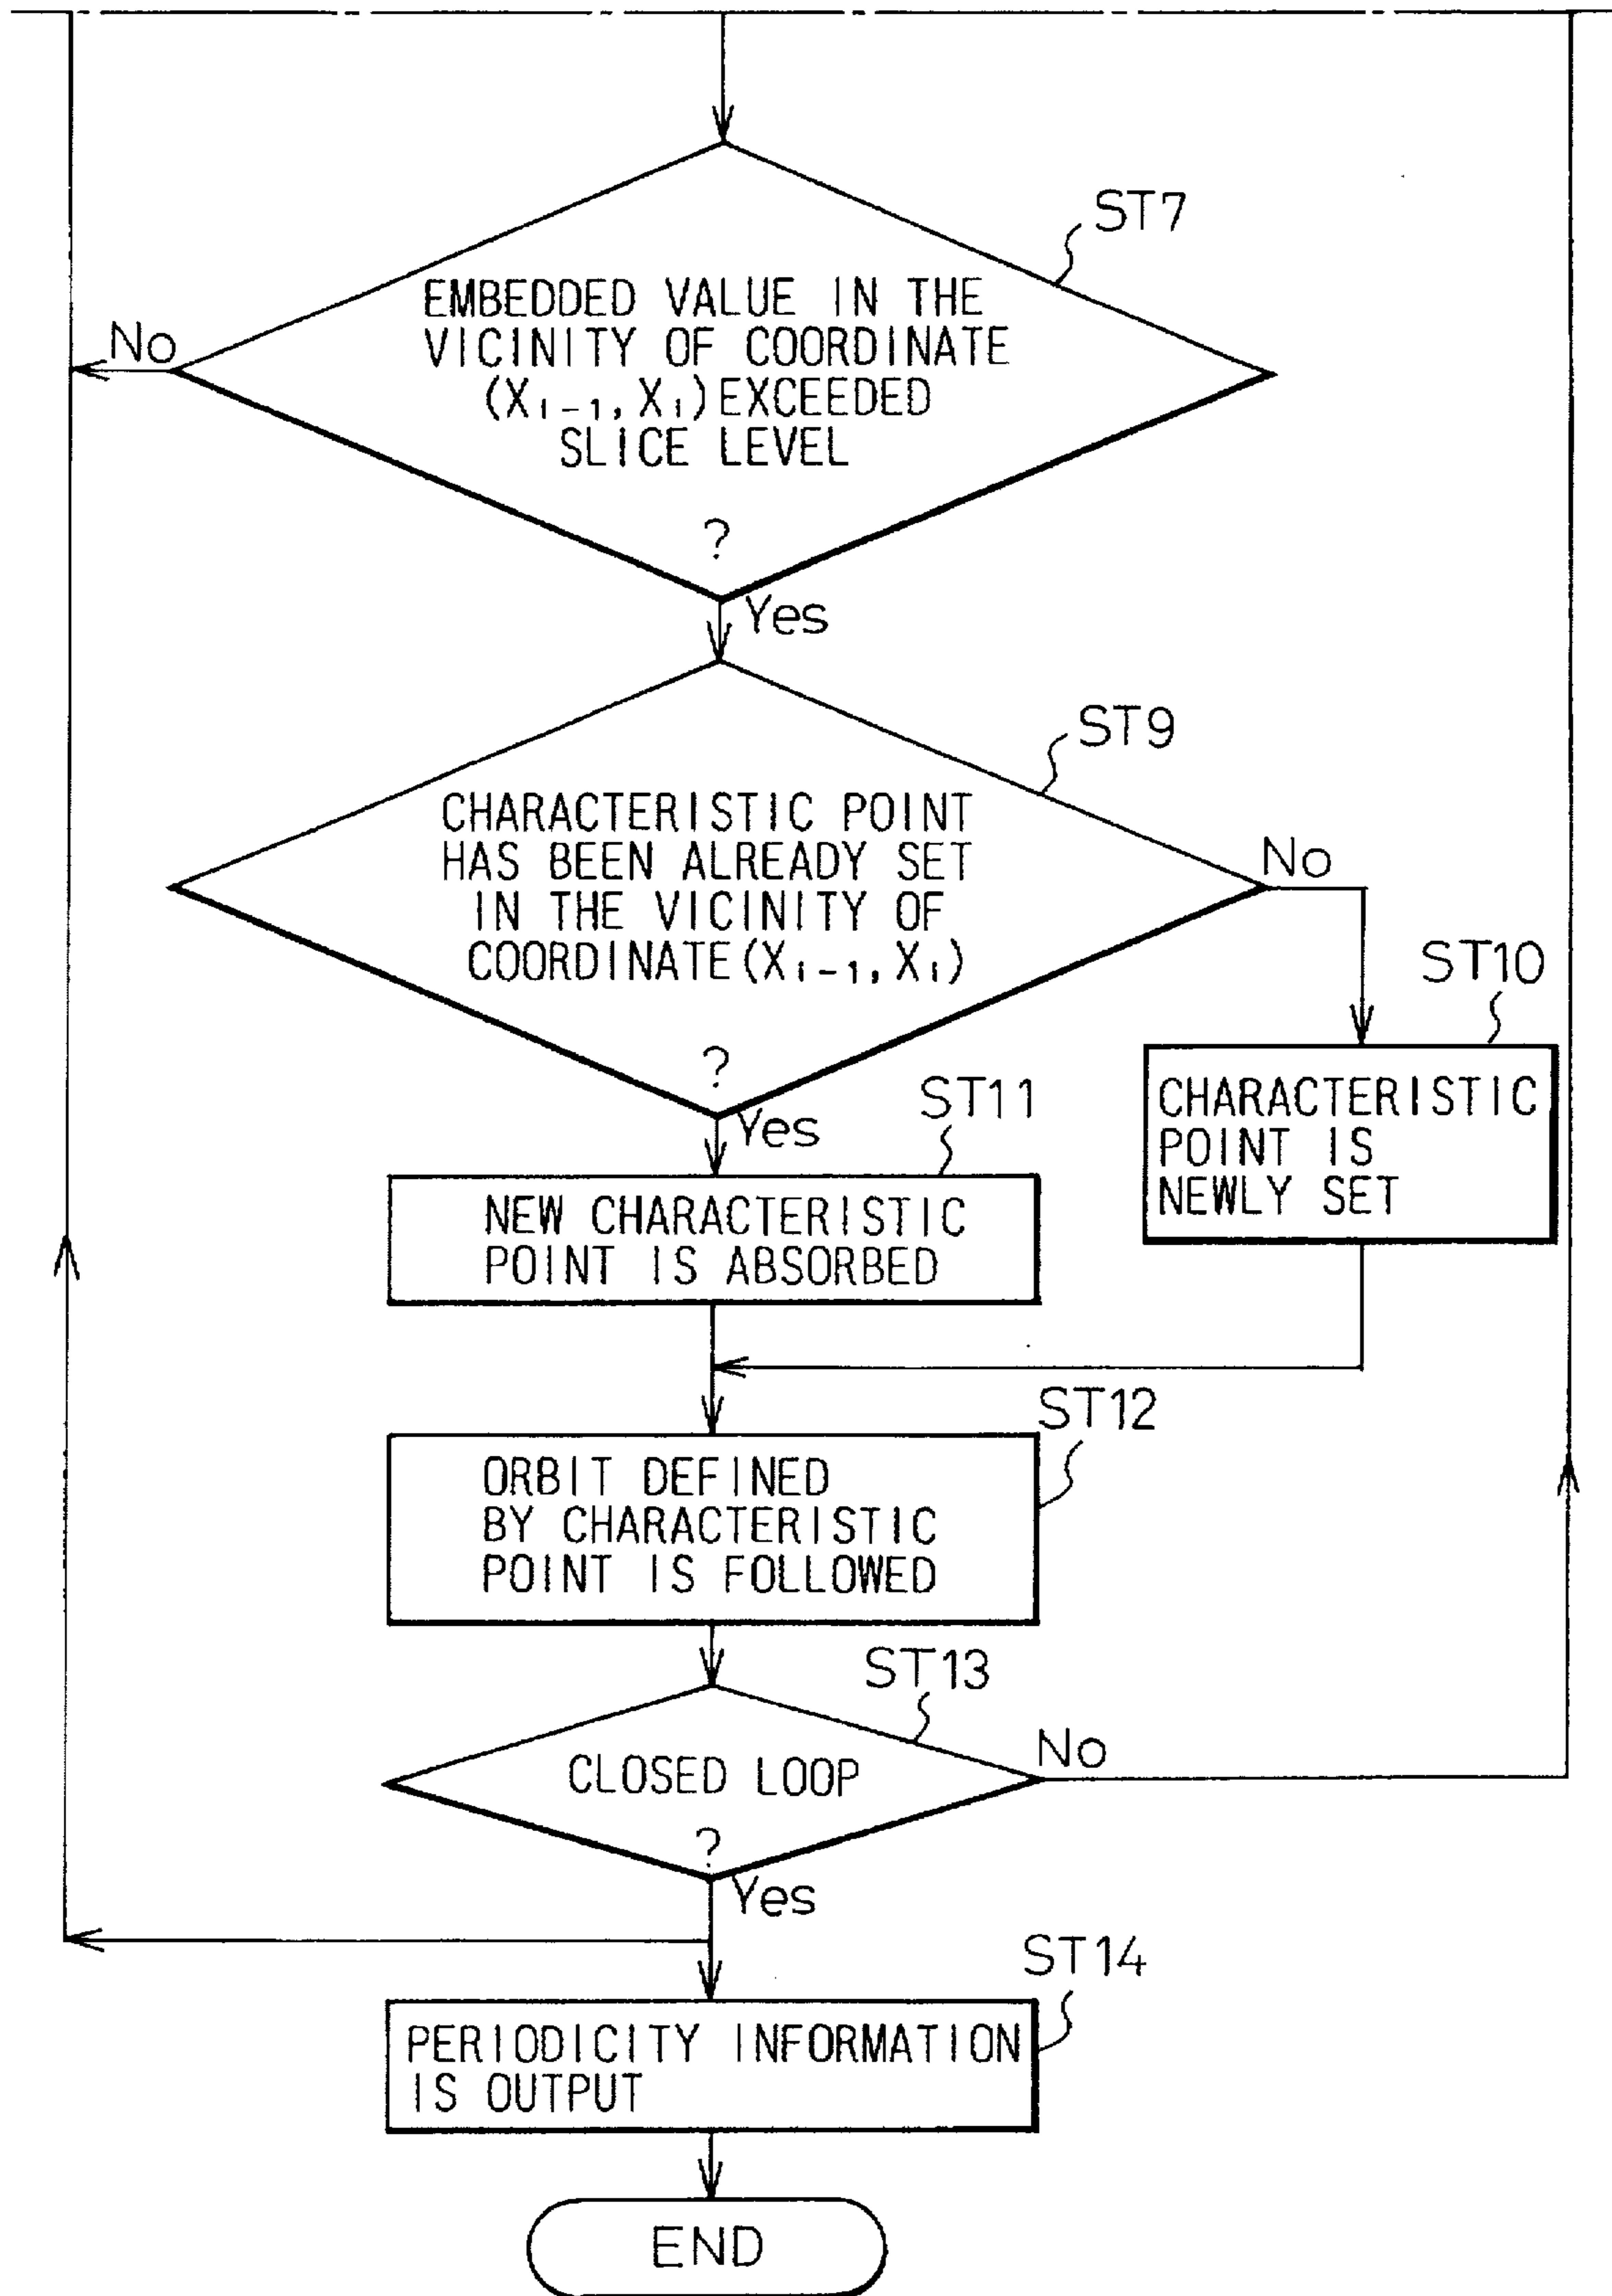 ST7
EMBEDDED VALUE IN THE
VICINITY OF COORDINATE
(Xi-1, Xi) EXCEEDED
SLICE LEVEL
?
No
Yes
ST9
CHARACTERISTIC POINT
HAS BEEN ALREADY SET
IN THE VICINITY OF
COORDINATE (Xi-1, Xi)
?
No
Yes
ST10
CHARACTERISTIC
POINT IS
NEWLY SET
ST11
NEW CHARACTERISTIC
POINT IS ABSORBED
ST12
ORBIT DEFINED
BY CHARACTERISTIC
POINT IS FOLLOWED
ST13
CLOSED LOOP
?
No
Yes
ST14
PERIODICITY INFORMATION
IS OUTPUT
END